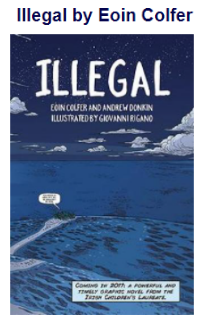 Illegal by Eoin Colfer
ILLEGAL
EOIN COLFER AND ANDREW DONKIN
ILLUSTRATED BY GIOVANNI RIGANO
COMING IN 2017: A POWERFUL AND
TIMELY GRAPHIC NOVEL FROM THE
IRISH CHILDREN'S LAUREATE.